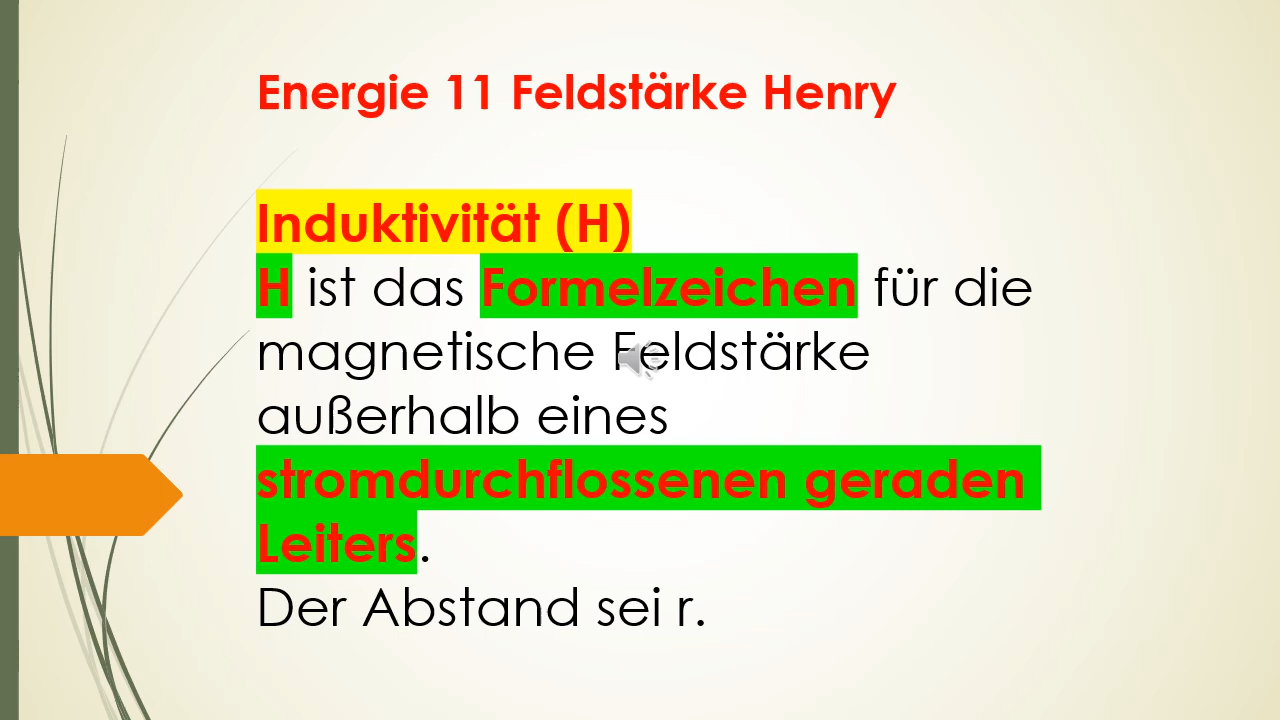 Energie 11 Feldstärke Henry
Induktivität (H)
H ist das Formelzeichen für die
magnetische Feldstärke
außerhalb eines
stromdurchflossenen geraden
Leiters.
Der Abstand sei r.